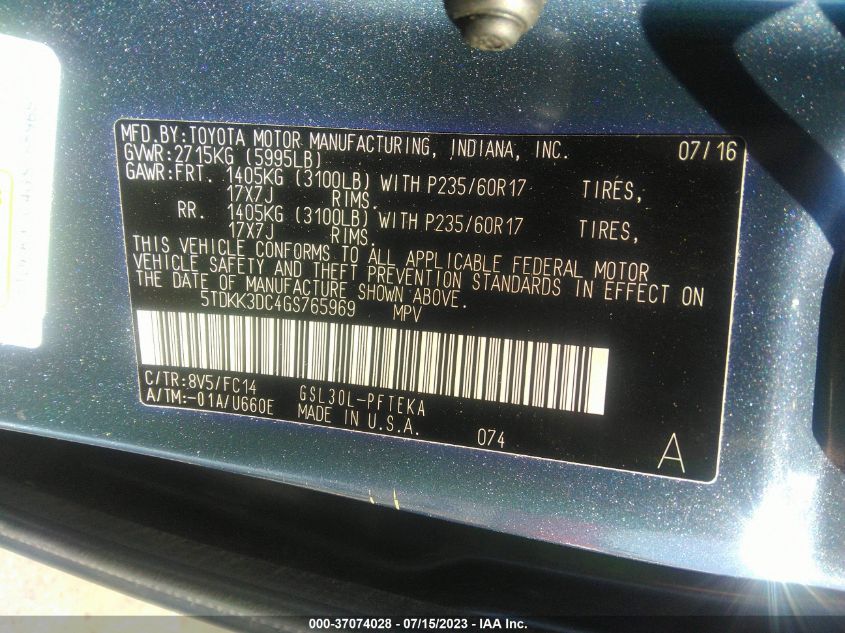 MFD.BY:TOYOTA MOTOR MANUFACTURING, INDIANA, INC. 07/16
GVWR:2715KG (5995LB)
GAWR:FRT. 1405KG (3100LB) WITH P235/60R17 TIRES,
17X7J RIMS.
RR. 1405KG (3100LB) WITH P235/60R17 TIRES,
17X7J RIMS.
THIS VEHICLE CONFORMS TO ALL APPLICABLE FEDERAL MOTOR
VEHICLE SAFETY AND THEFT PREVENTION STANDARDS IN EFFECT ON
THE DATE OF MANUFACTURE SHOWN ABOVE.
5TDKK3DC4GS765969 MPV
C/TR:8V5/FC14 GSL30L-PFTEKA
A/TM:-01A/U660E MADE IN U.S.A. 074
A
000-37074028 - 07/15/2023 - IAA Inc.